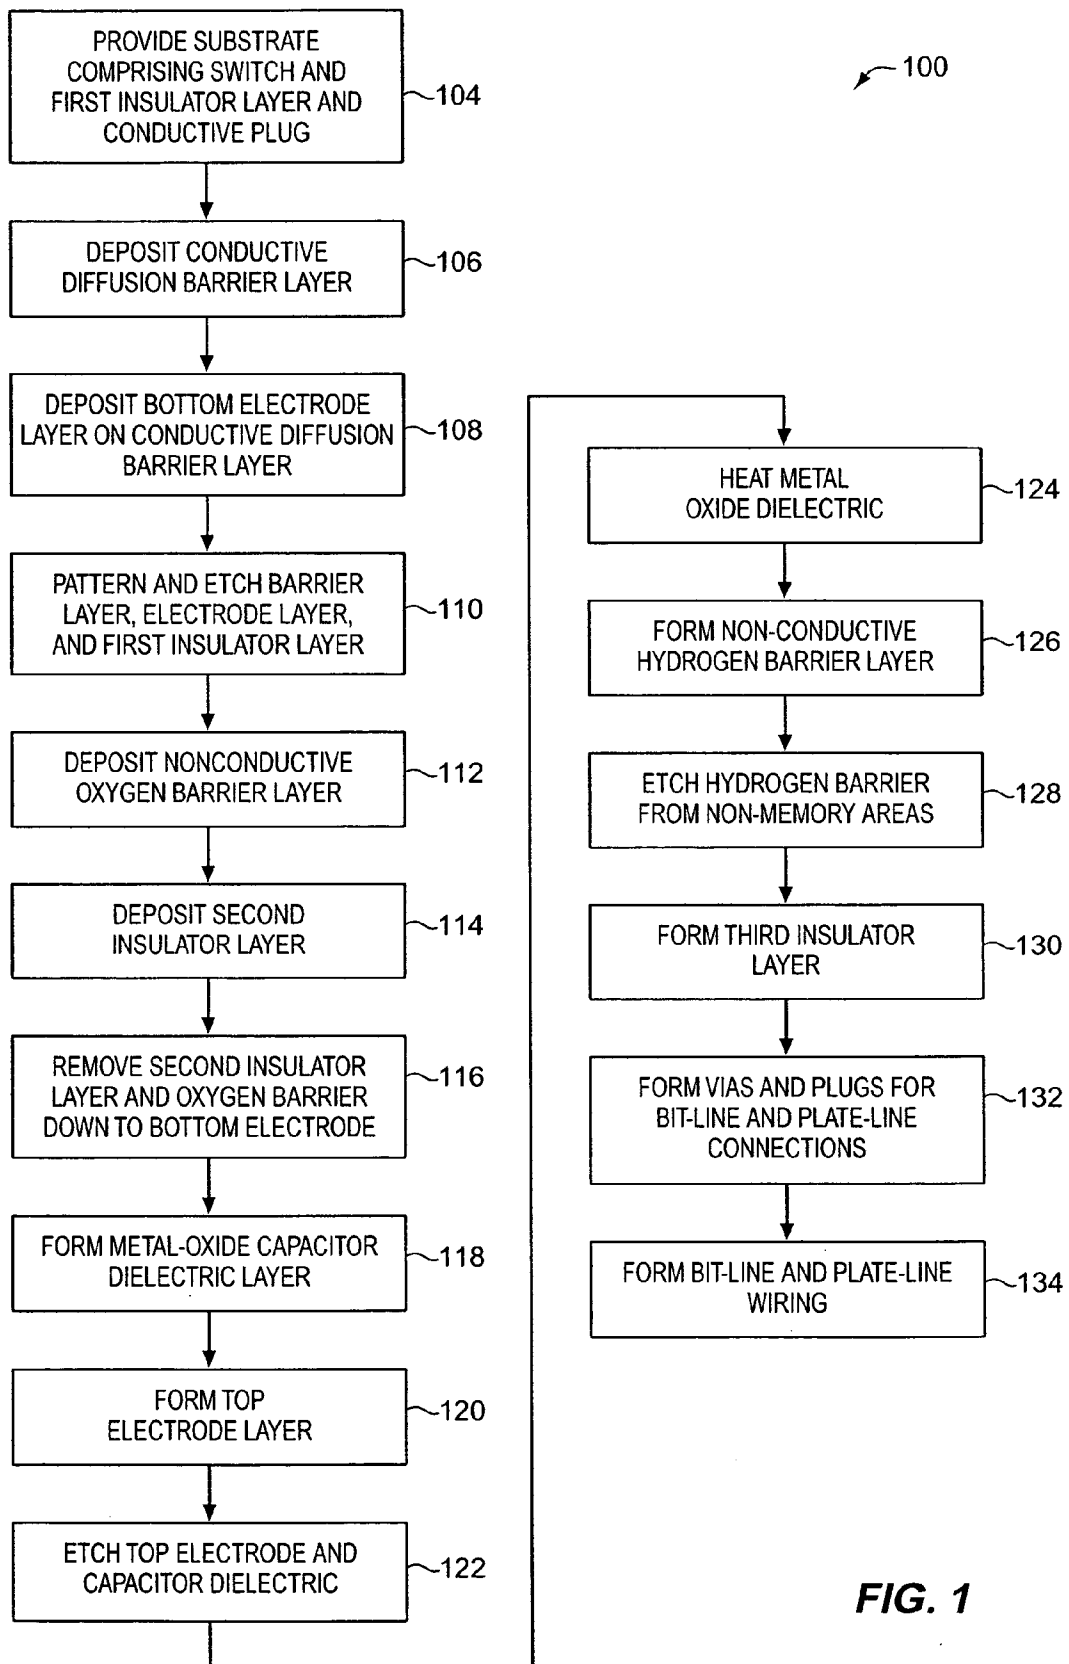 PROVIDE SUBSTRATE
COMPRISING SWITCH AND
FIRST INSULATOR LAYER AND
CONDUCTIVE PLUG
104
DEPOSIT CONDUCTIVE
DIFFUSION BARRIER LAYER
106
DEPOSIT BOTTOM ELECTRODE
LAYER ON CONDUCTIVE DIFFUSION
BARRIER LAYER
108
PATTERN AND ETCH BARRIER
LAYER, ELECTRODE LAYER,
AND FIRST INSULATOR LAYER
110
DEPOSIT NONCONDUCTIVE
OXYGEN BARRIER LAYER
112
DEPOSIT SECOND
INSULATOR LAYER
114
REMOVE SECOND INSULATOR
LAYER AND OXYGEN BARRIER
DOWN TO BOTTOM ELECTRODE
116
FORM METAL-OXIDE CAPACITOR
DIELECTRIC LAYER
118
FORM TOP
ELECTRODE LAYER
120
ETCH TOP ELECTRODE AND
CAPACITOR DIELECTRIC
122
100
HEAT METAL
OXIDE DIELECTRIC
124
FORM NON-CONDUCTIVE
HYDROGEN BARRIER LAYER
126
ETCH HYDROGEN BARRIER
FROM NON-MEMORY AREAS
128
FORM THIRD INSULATOR
LAYER
130
FORM VIAS AND PLUGS FOR
BIT-LINE AND PLATE-LINE
CONNECTIONS
132
FORM BIT-LINE AND PLATE-LINE
WIRING
134
FIG. 1